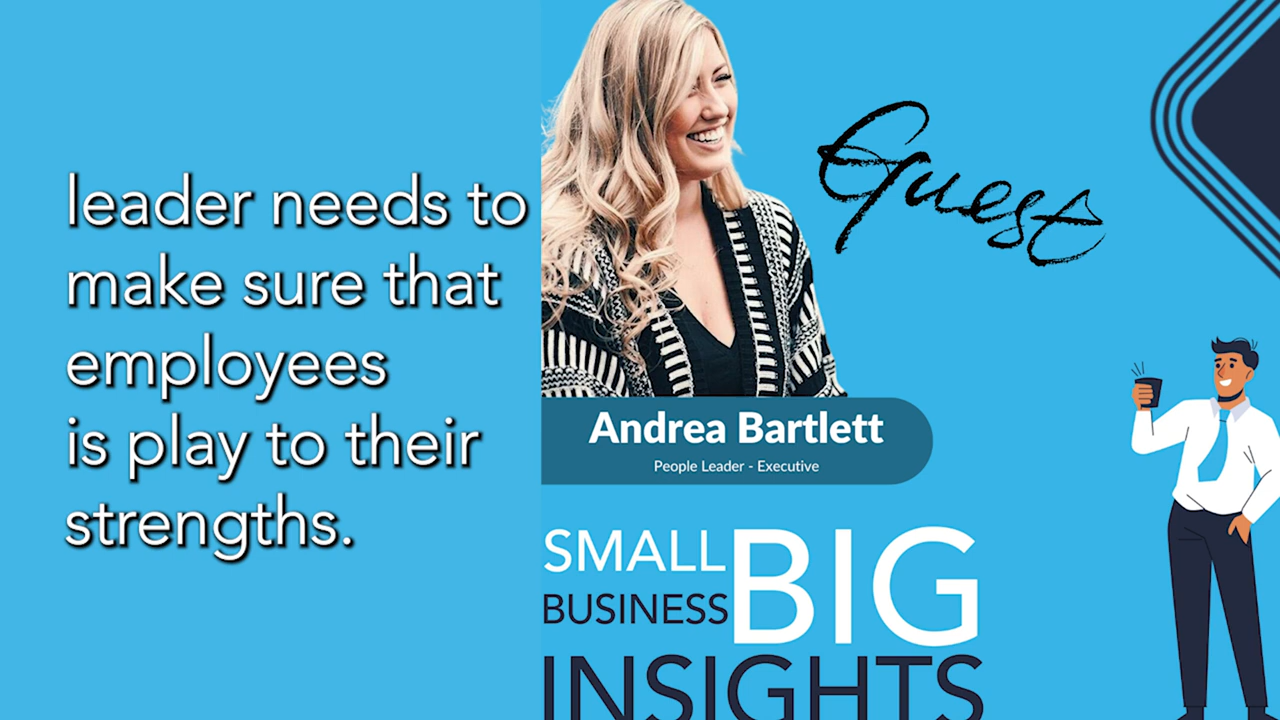 leader needs to
make sure that
employees
is play to their
strengths.
Guest
Andrea Bartlett
People Leader - Executive
SMALL
BUSINESS
BIG
INSIGHTS